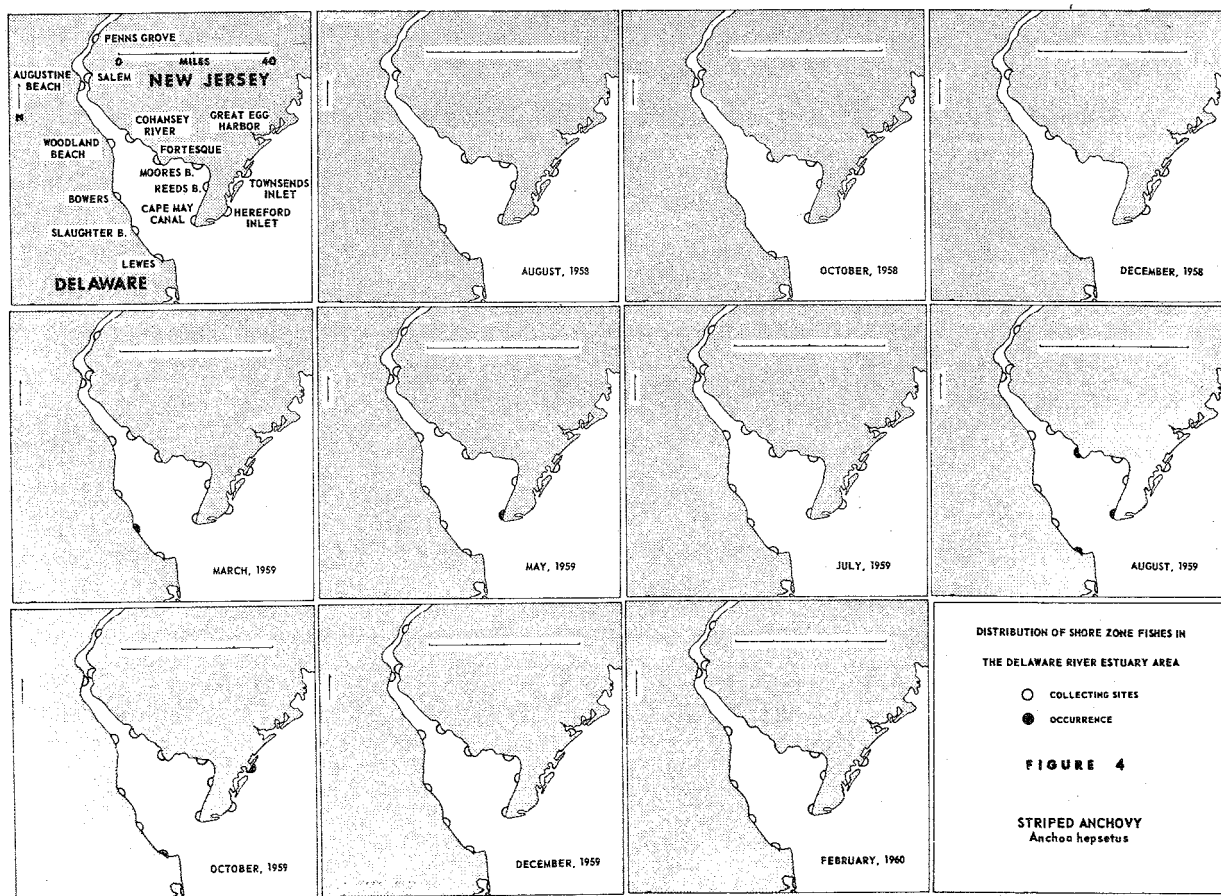 PENNS GROVE
0 MILES 40
AUGUSTINE BEACH
SALEM
NEW JERSEY
N
COHANSEY RIVER
GREAT EGG HARBOR
WOODLAND BEACH
FORTESQUE
MOORES B.
REEDS B.
TOWNSENDS INLET
BOWERS
CAPE MAY CANAL
HEREFORD INLET
SLAUGHTER B.
LEWES
DELAWARE
AUGUST, 1958
OCTOBER, 1958
DECEMBER, 1958
MARCH, 1959
MAY, 1959
JULY, 1959
AUGUST, 1959
OCTOBER, 1959
DECEMBER, 1959
FEBRUARY, 1960
DISTRIBUTION OF SHORE ZONE FISHES IN
THE DELAWARE RIVER ESTUARY AREA
COLLECTING SITES
OCCURRENCE
FIGURE 4
STRIPED ANCHOVY
Anchoa hepsetus